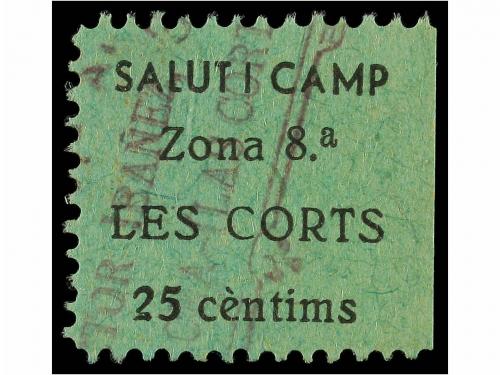 SALUT I CAMP
Zona 8.ª
LES CORTS
25 cèntims